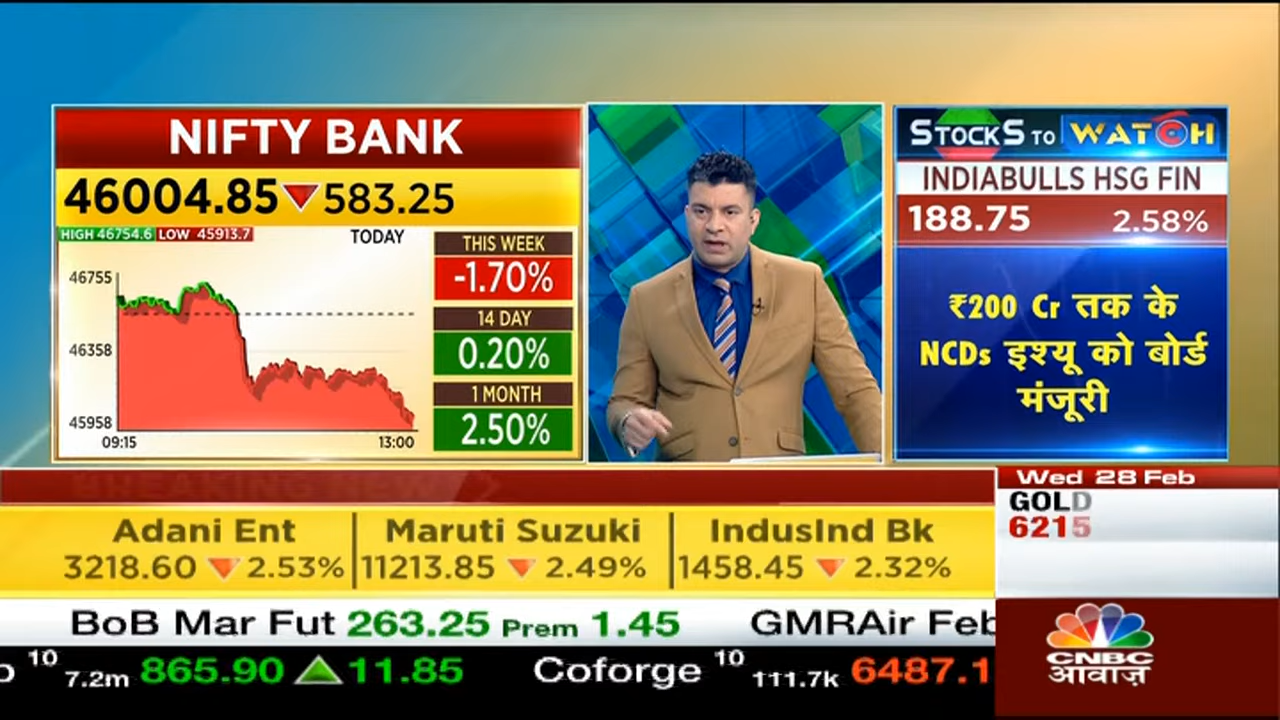 NIFTY BANK
46004.85 ▼ 583.25
HIGH 46754.6 LOW 45913.7
TODAY
46755
46358
45958
09:15
13:00
THIS WEEK
-1.70%
14 DAY
0.20%
1 MONTH
2.50%
STOCKS TO WATCH
INDIABULLS HSG FIN
188.75 2.58%
₹200 Cr तक के
NCDs इश्यू को बोर्ड
मंजूरी
Wed 28 Feb
GOLD
6215
Adani Ent
3218.60 ▼ 2.53%
Maruti Suzuki
11213.85 ▼ 2.49%
IndusInd Bk
1458.45 ▼ 2.32%
BoB Mar Fut 263.25 Prem 1.45 GMRAir Feb
10 7.2m 865.90 ▲ 11.85 Coforge 10 111.7k 6487.1
CNBC
आवाज़